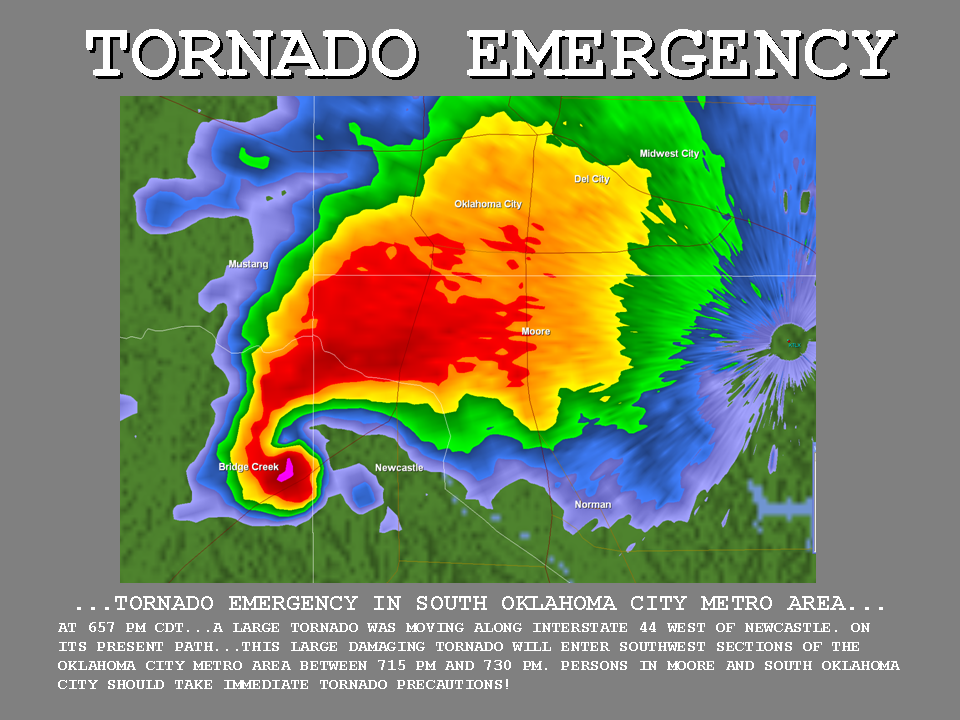 TORNADO EMERGENCY
Midwest City
Del City
Oklahoma City
Mustang
Moore
Bridge Creek
Newcastle
Norman
...TORNADO EMERGENCY IN SOUTH OKLAHOMA CITY METRO AREA...
AT 657 PM CDT...A LARGE TORNADO WAS MOVING ALONG INTERSTATE 44 WEST OF NEWCASTLE. ON
ITS PRESENT PATH...THIS LARGE DAMAGING TORNADO WILL ENTER SOUTHWEST SECTIONS OF THE
OKLAHOMA CITY METRO AREA BETWEEN 715 PM AND 730 PM. PERSONS IN MOORE AND SOUTH OKLAHOMA
CITY SHOULD TAKE IMMEDIATE TORNADO PRECAUTIONS!